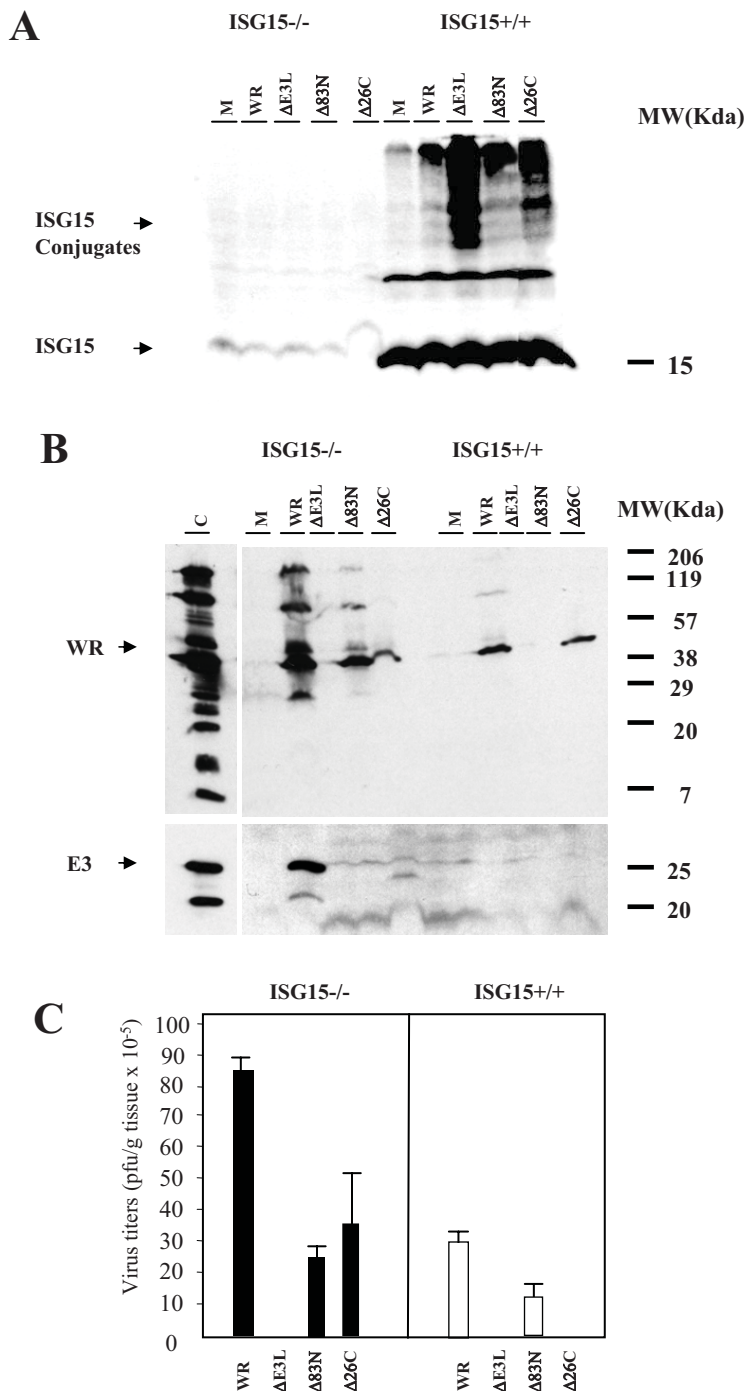 A
ISG15-/- ISG15+/+
M WR ΔE3L Δ83N Δ26C M WR ΔE3L Δ83N Δ26C MW(Kda)
ISG15
Conjugates
ISG15
15
B
ISG15-/- ISG15+/+
C M WR ΔE3L Δ83N Δ26C M WR ΔE3L Δ83N Δ26C MW(Kda)
206
119
57
WR
38
29
20
7
E3
25
20
C
ISG15-/- ISG15+/+
Virus titers (pfu/g tissue x 10-5)
100
90
80
70
60
50
40
30
20
10
0
WR ΔE3L Δ83N Δ26C WR ΔE3L Δ83N Δ26C